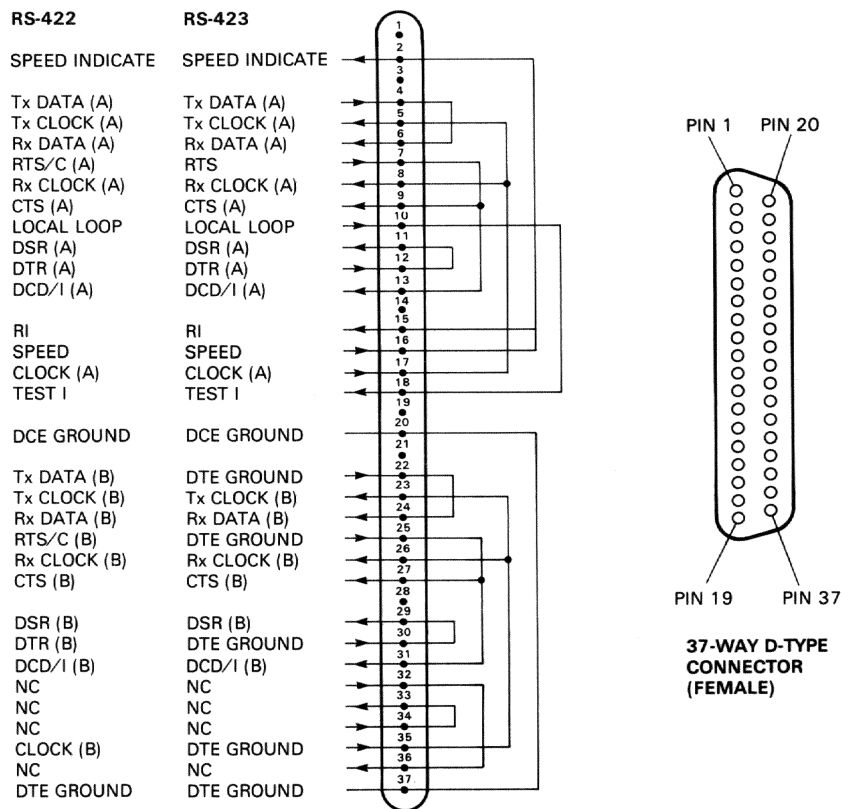 RS-422 RS-423
1
2
SPEED INDICATE SPEED INDICATE
3
4
Tx DATA (A) Tx DATA (A)
5
Tx CLOCK (A) Tx CLOCK (A)
6
Rx DATA (A) Rx DATA (A)
7
RTS/C (A) RTS
8
Rx CLOCK (A) Rx CLOCK (A)
9
CTS (A) CTS (A)
10
LOCAL LOOP LOCAL LOOP
11
DSR (A) DSR (A)
12
DTR (A) DTR (A)
13
DCD/I (A) DCD/I (A)
14
15
RI RI
16
SPEED SPEED
17
CLOCK (A) CLOCK (A)
18
TEST I TEST I
19
20
DCE GROUND DCE GROUND
21
22
Tx DATA (B) DTE GROUND
23
Tx CLOCK (B) Tx CLOCK (B)
24
Rx DATA (B) Rx DATA (B)
25
RTS/C (B) DTE GROUND
26
Rx CLOCK (B) Rx CLOCK (B)
27
CTS (B) CTS (B)
28
29
DSR (B) DSR (B)
30
DTR (B) DTE GROUND
31
DCD/I (B) DCD/I (B)
32
NC NC
33
NC NC
34
NC NC
35
CLOCK (B) DTE GROUND
36
NC NC
37
DTE GROUND DTE GROUND
PIN 1 PIN 20
PIN 19 PIN 37
37-WAY D-TYPE
CONNECTOR
(FEMALE)